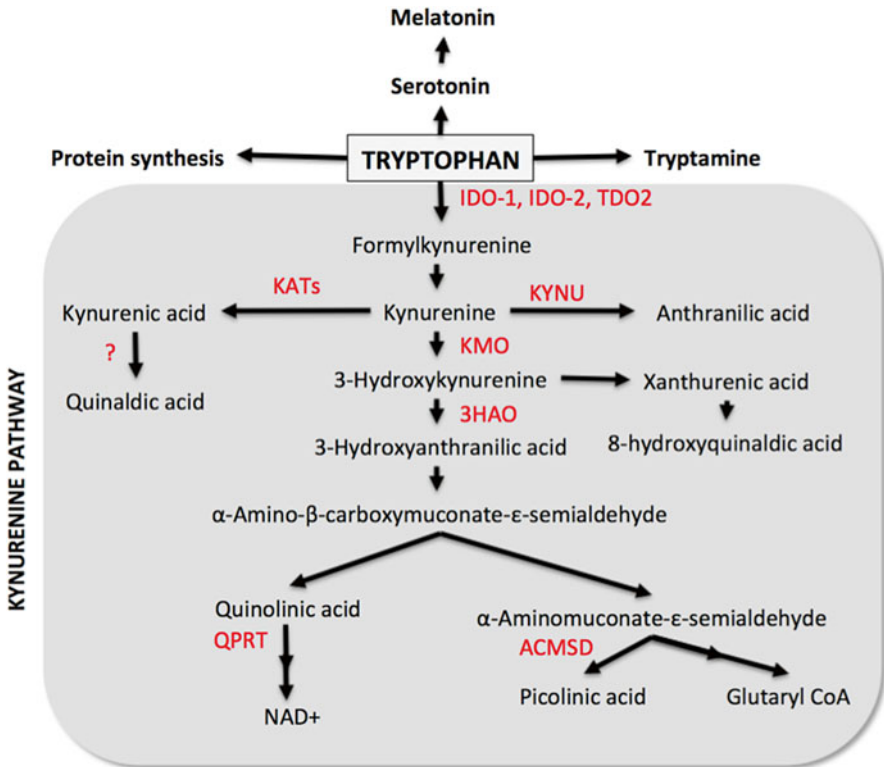 Melatonin
Serotonin
Protein synthesis
TRYPTOPHAN
Tryptamine
IDO-1, IDO-2, TDO2
Formylkynurenine
KATs
KYNU
Kynurenic acid
Kynurenine
Anthranilic acid
?
KMO
3-Hydroxykynurenine
Xanthurenic acid
Quinaldic acid
3HAO
3-Hydroxyanthranilic acid
8-hydroxyquinaldic acid
α-Amino-β-carboxymuconate-ε-semialdehyde
Quinolinic acid
α-Aminomuconate-ε-semialdehyde
QPRT
ACMSD
NAD+
Picolinic acid
Glutaryl CoA
KYNURENINE PATHWAY